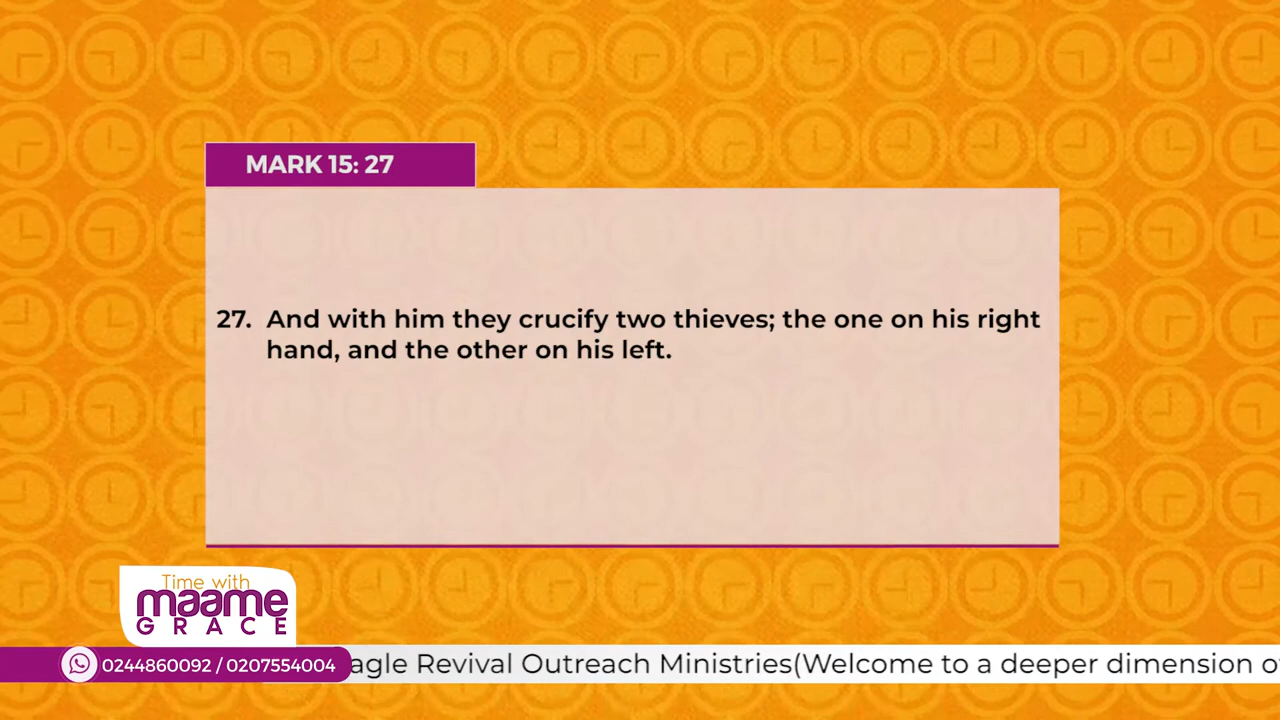 MARK 15: 27
27. And with him they crucify two thieves; the one on his right
hand, and the other on his left.
Time with
maame
GRACE
0244860092 / 0207554004
agle Revival Outreach Ministries(Welcome to a deeper dimension o